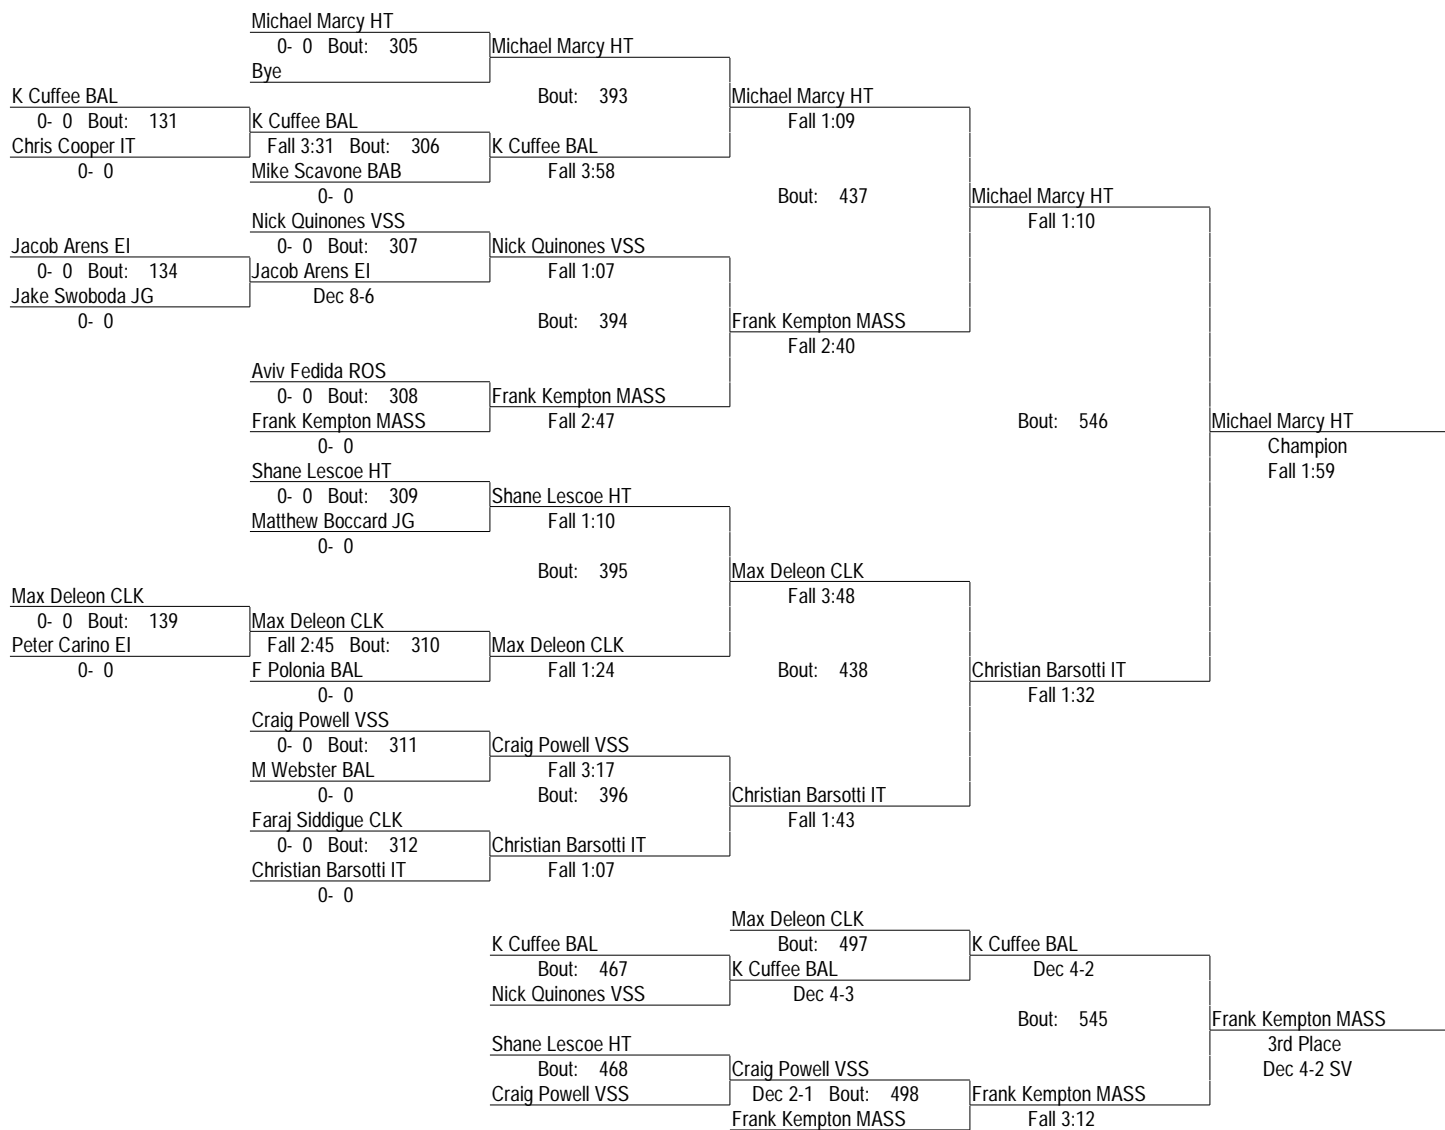 Michael Marcy HT
0- 0 Bout: 305 Michael Marcy HT
Bye
K Cuffee BAL Bout: 393 Michael Marcy HT
0- 0 Bout: 131 K Cuffee BAL Fall 1:09
Chris Cooper IT Fall 3:31 Bout: 306 K Cuffee BAL
0- 0 Mike Scavone BAB Fall 3:58
0- 0 Bout: 437 Michael Marcy HT
Nick Quinones VSS Fall 1:10
Jacob Arens EI 0- 0 Bout: 307 Nick Quinones VSS
0- 0 Bout: 134 Jacob Arens EI Fall 1:07
Jake Swoboda JG Dec 8-6
0- 0 Bout: 394 Frank Kempton MASS
Fall 2:40
Aviv Fedida ROS
0- 0 Bout: 308 Frank Kempton MASS
Frank Kempton MASS Fall 2:47 Bout: 546 Michael Marcy HT
0- 0 Champion
Shane Lescoe HT Fall 1:59
0- 0 Bout: 309 Shane Lescoe HT
Matthew Boccard JG Fall 1:10
0- 0
Bout: 395 Max Deleon CLK
Max Deleon CLK Fall 3:48
0- 0 Bout: 139 Max Deleon CLK
Peter Carino EI Fall 2:45 Bout: 310 Max Deleon CLK
0- 0 F Polonia BAL Fall 1:24 Bout: 438 Christian Barsotti IT
0- 0 Fall 1:32
Craig Powell VSS
0- 0 Bout: 311 Craig Powell VSS
M Webster BAL Fall 3:17
0- 0 Bout: 396 Christian Barsotti IT
Faraj Siddigue CLK Fall 1:43
0- 0 Bout: 312 Christian Barsotti IT
Christian Barsotti IT Fall 1:07
0- 0
Max Deleon CLK
K Cuffee BAL Bout: 497 K Cuffee BAL
Bout: 467 K Cuffee BAL Dec 4-2
Nick Quinones VSS Dec 4-3
Bout: 545 Frank Kempton MASS
Shane Lescoe HT 3rd Place
Bout: 468 Craig Powell VSS Dec 4-2 SV
Craig Powell VSS Dec 2-1 Bout: 498 Frank Kempton MASS
Frank Kempton MASS Fall 3:12